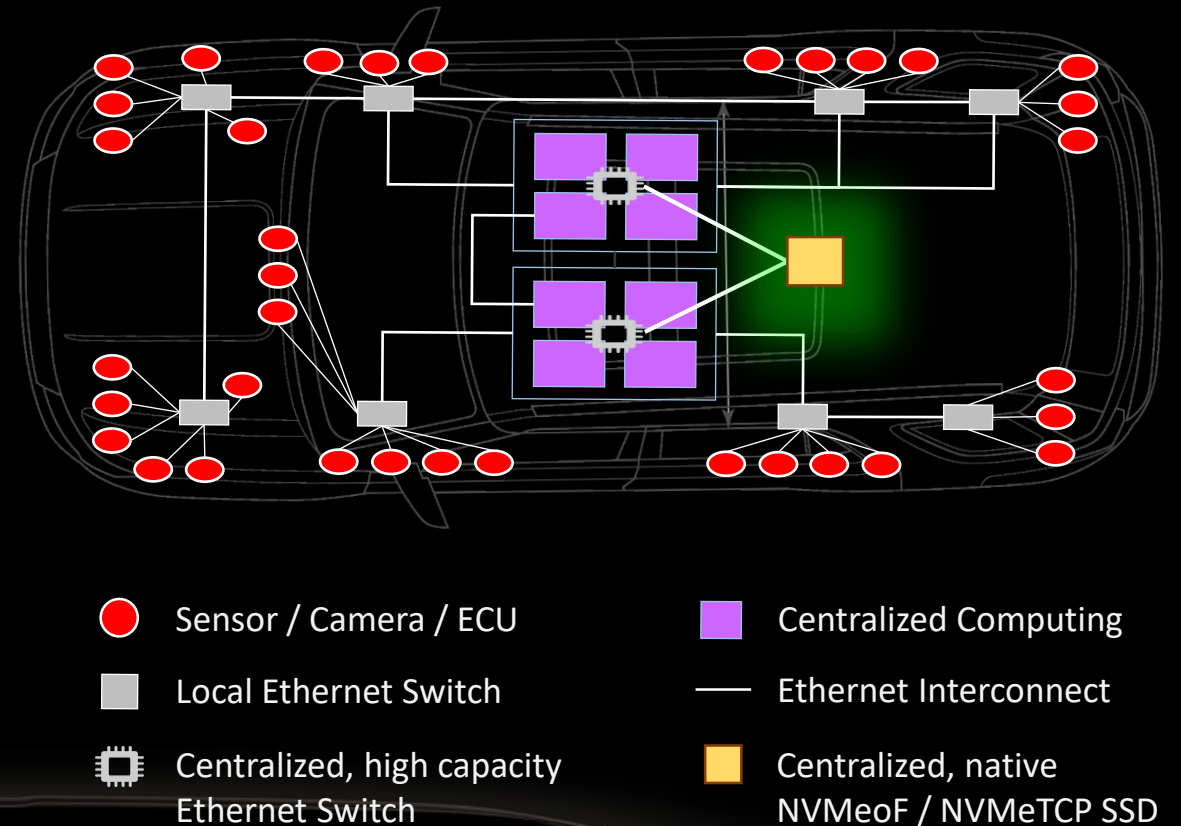 Sensor / Camera / ECU
Centralized Computing
Local Ethernet Switch
Ethernet Interconnect
Centralized, high capacity
Ethernet Switch
Centralized, native
NVMeoF / NVMeTCP SSD